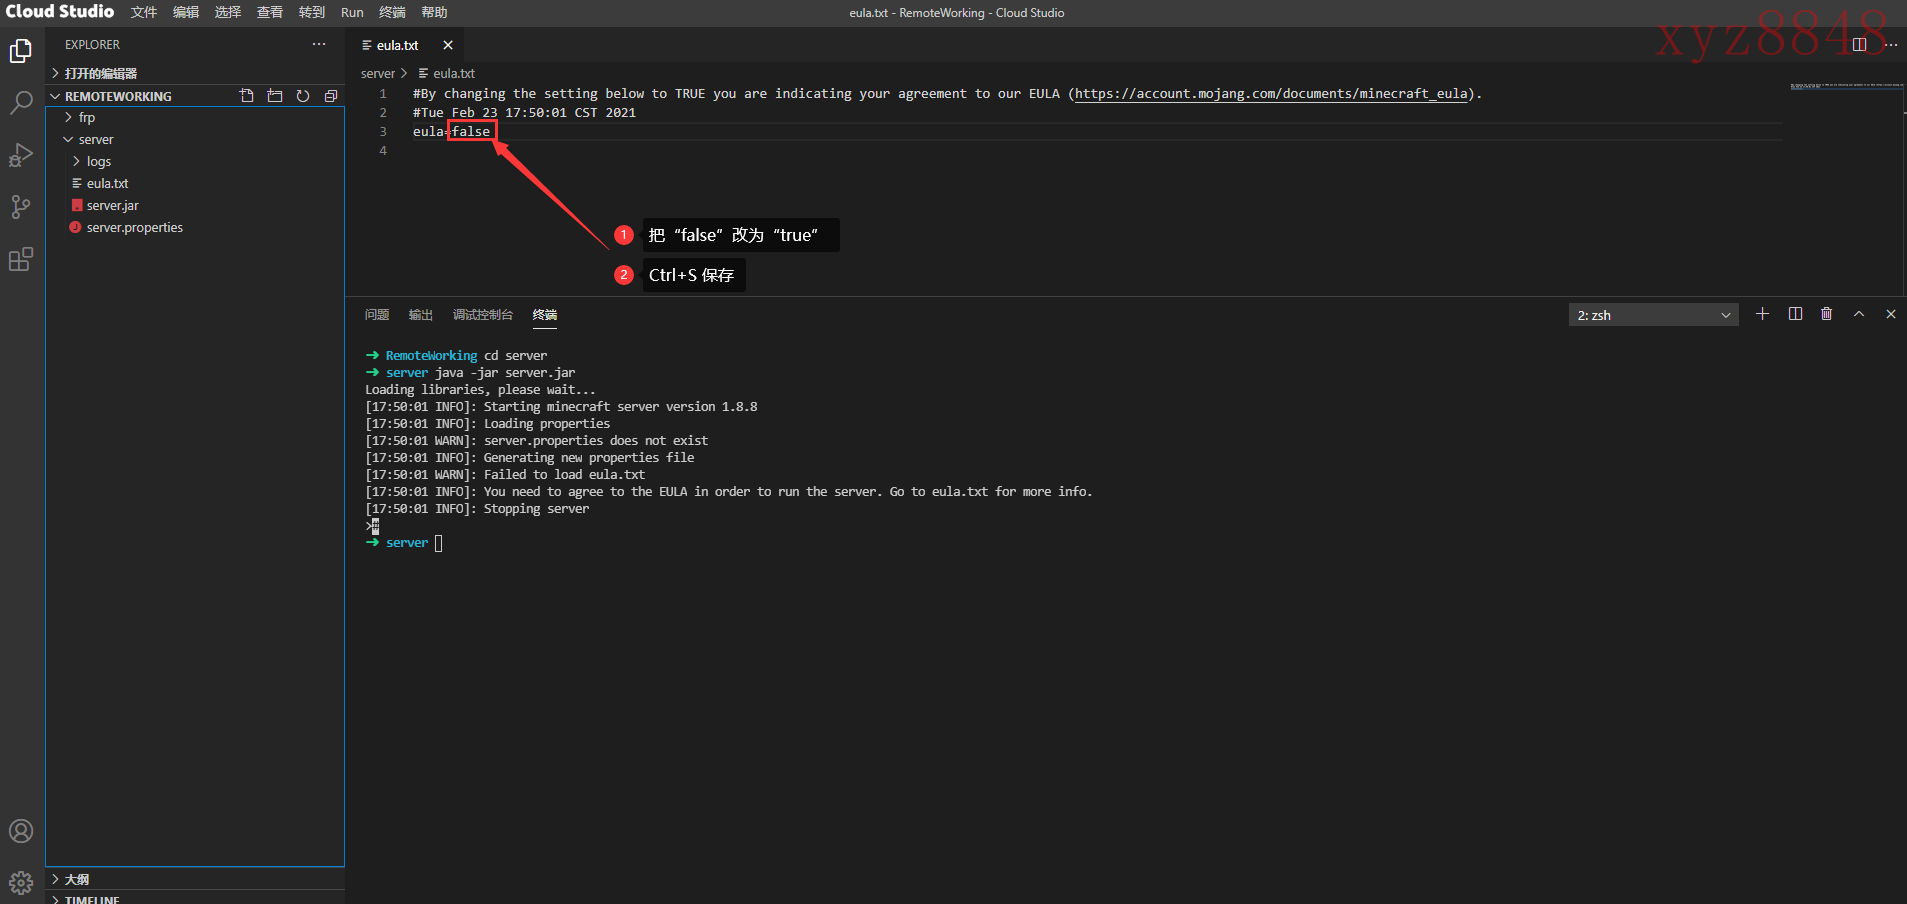 Cloud Studio 文件 编辑 选择 查看 转到 Run 终端 帮助
eula.txt - RemoteWorking - Cloud Studio
xyz8848
EXPLORER
打开的编辑器
REMOTEWORKING
frp
server
logs
eula.txt
server.jar
server.properties
大纲
TIMELINE
eula.txt
server > eula.txt
1 #By changing the setting below to TRUE you are indicating your agreement to our EULA (https://account.mojang.com/documents/minecraft_eula).
2 #Tue Feb 23 17:50:01 CST 2021
3 eula=false
4
1 把“false”改为“true”
2 Ctrl+S 保存
问题 输出 调试控制台 终端
2: zsh
➜ RemoteWorking cd server
➜ server java -jar server.jar
Loading libraries, please wait...
[17:50:01 INFO]: Starting minecraft server version 1.8.8
[17:50:01 INFO]: Loading properties
[17:50:01 WARN]: server.properties does not exist
[17:50:01 INFO]: Generating new properties file
[17:50:01 WARN]: Failed to load eula.txt
[17:50:01 INFO]: You need to agree to the EULA in order to run the server. Go to eula.txt for more info.
[17:50:01 INFO]: Stopping server
>
➜ server